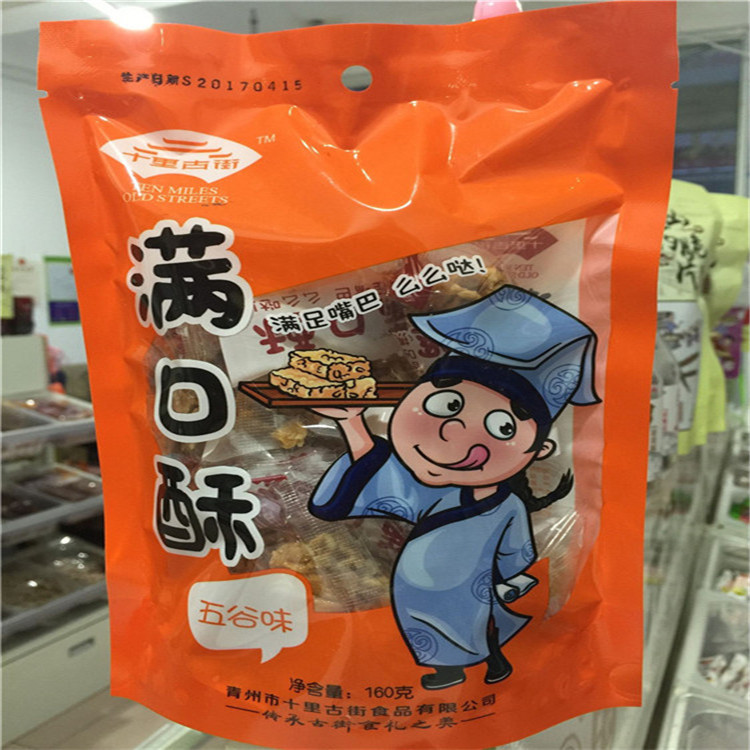 生产日期S20170415
十里古街
TM
TEN MILES
OLD STREETS
满口酥
满足嘴巴 么么哒!
五谷味
净含量：160克
青州市十里古街食品有限公司
传承古街食礼之典